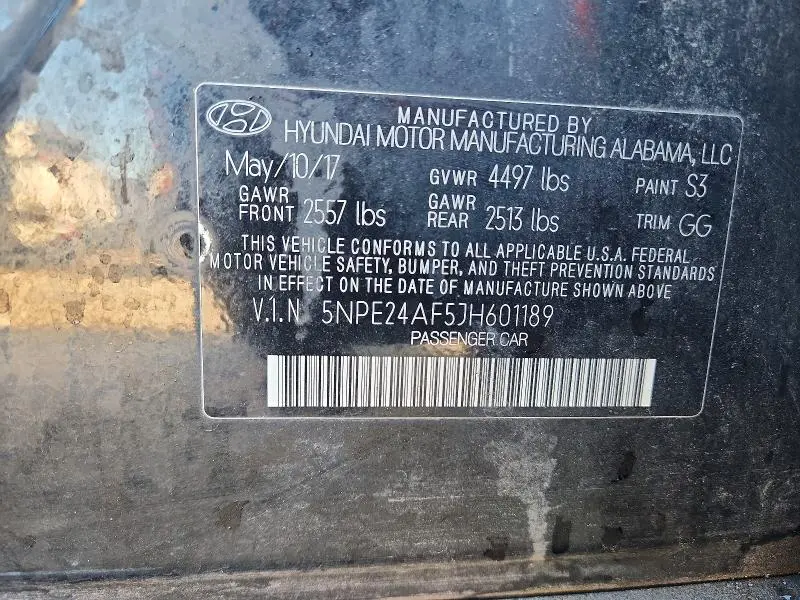 MANUFACTURED BY
HYUNDAI MOTOR MANUFACTURING ALABAMA, LLC
May/10/17 GVWR 4497 lbs PAINT S3
GAWR FRONT 2557 lbs GAWR REAR 2513 lbs TRIM GG
THIS VEHICLE CONFORMS TO ALL APPLICABLE U.S.A. FEDERAL
MOTOR VEHICLE SAFETY, BUMPER, AND THEFT PREVENTION STANDARDS
IN EFFECT ON THE DATE OF MANUFACTURE SHOWN ABOVE
V.I.N 5NPE24AF5JH601189
PASSENGER CAR